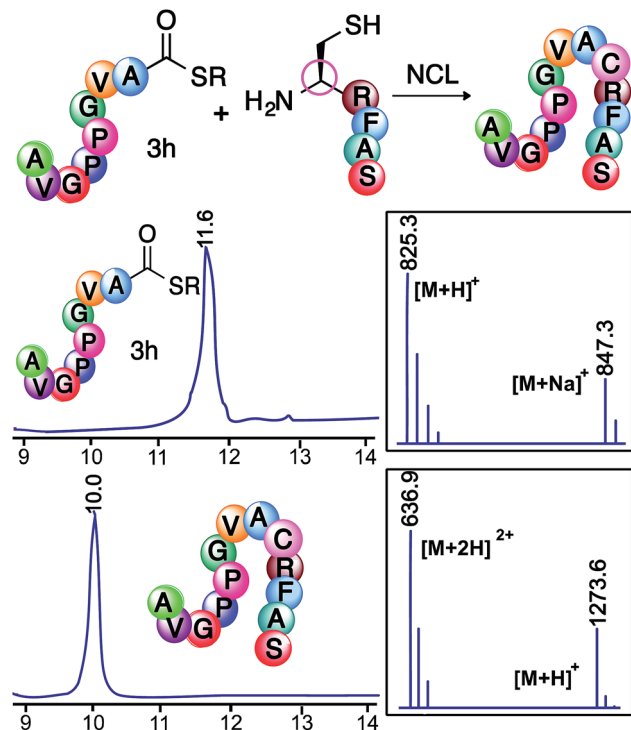 O
SR
SH
H₂N
+
NCL
3h
A V G P P G V A
R F A S
A V G P P G V A C R F A S
11.6
O
SR
3h
A V G P P G V A
9 10 11 12 13 14
825.3
[M+H]⁺
847.3
[M+Na]⁺
10.0
A V G P P G V A C R F A S
9 10 11 12 13 14
636.9
[M+2H]²⁺
1273.6
[M+H]⁺